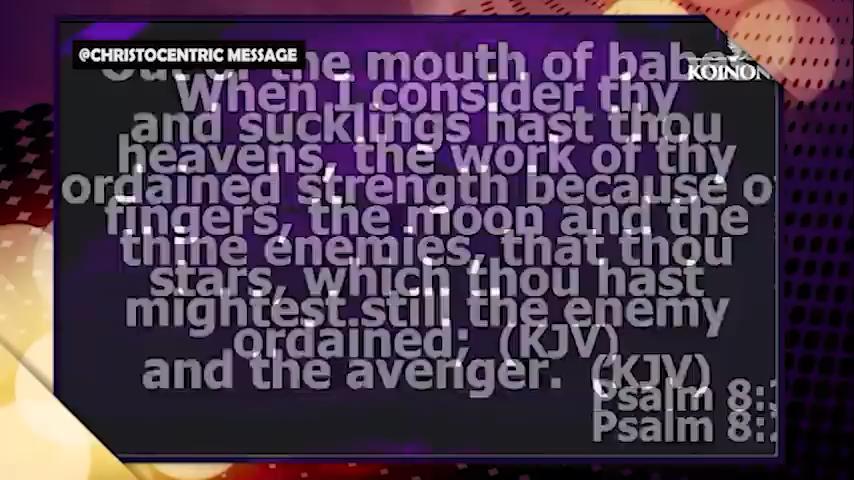 @CHRISTOCENTRIC MESSAGE
KOINON
the mouth of babes
When I consider thy
and sucklings hast thou
heavens, the work of thy
ordained strength because o
fingers, the moon and the
thine enemies, that thou
stars, which thou hast
mightest still the enemy
ordained; (KJV)
and the avenger. (KJV)
Psalm 8:
Psalm 8: